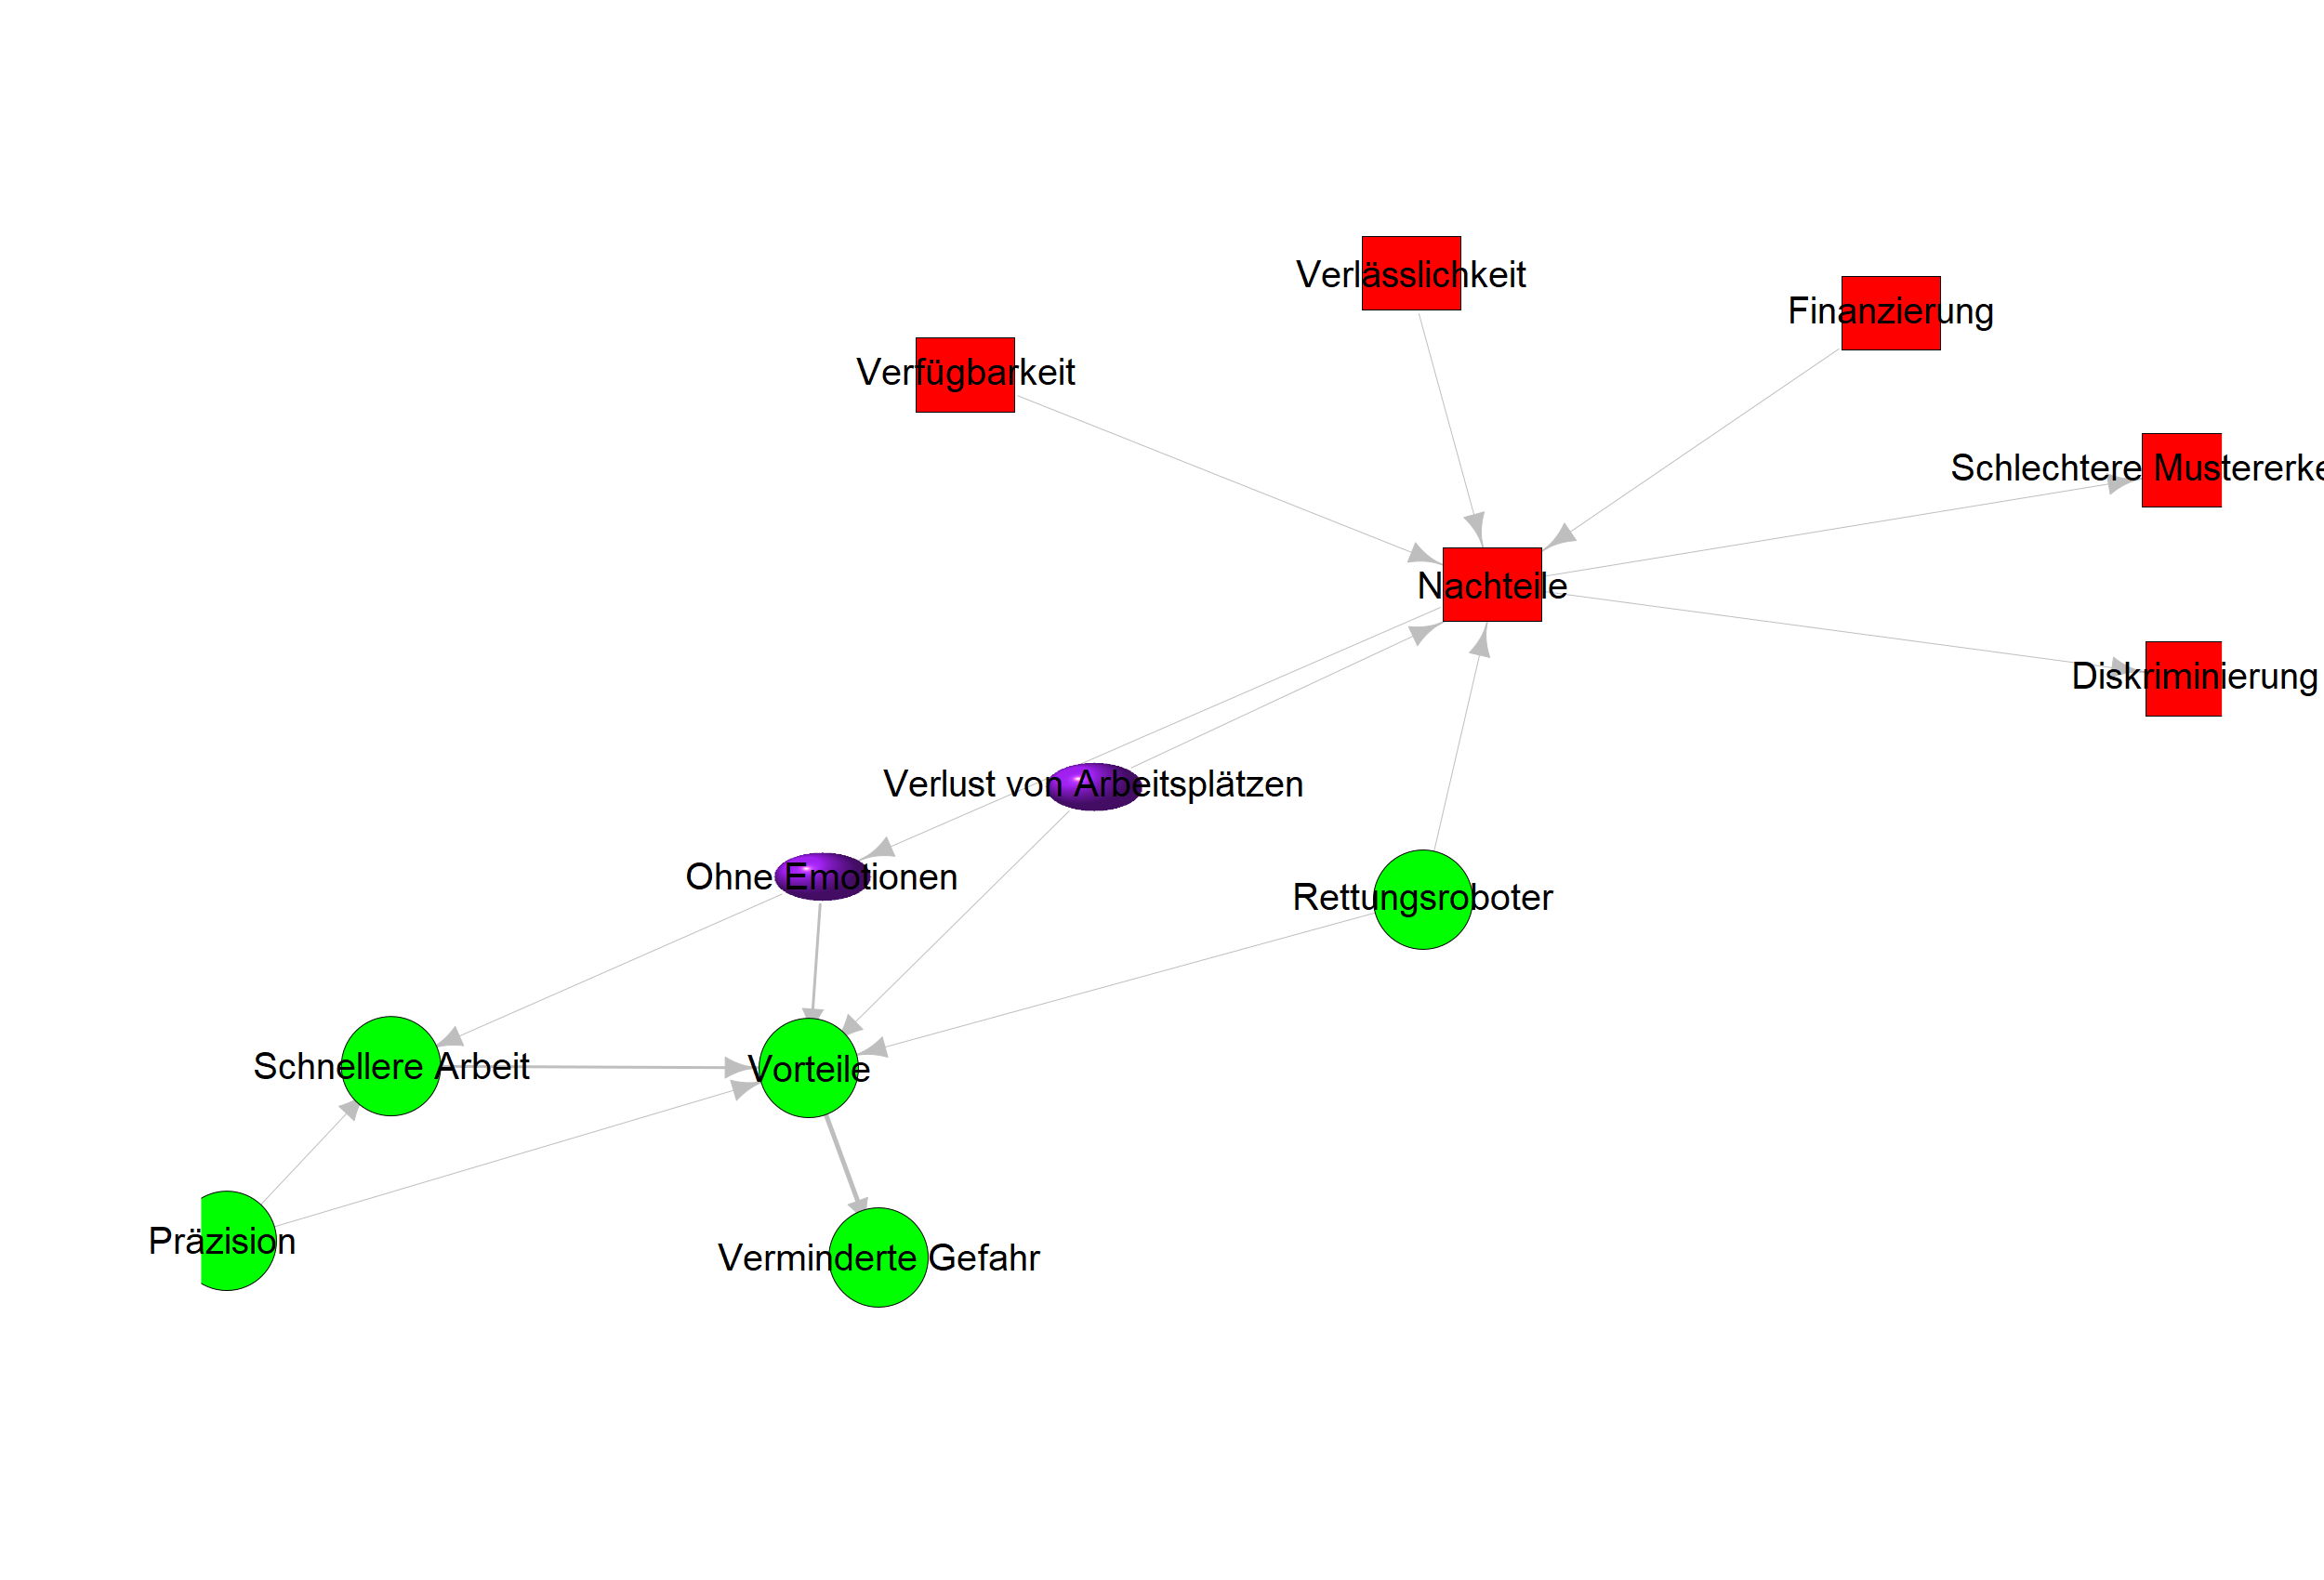 Verlässlichkeit
Finanzierung
Verfügbarkeit
Schlechtere Mustererke
Nachteile
Diskriminierung
Verlust von Arbeitsplätzen
Ohne Emotionen
Rettungsroboter
Schnellere Arbeit
Vorteile
Präzision
Verminderte Gefahr